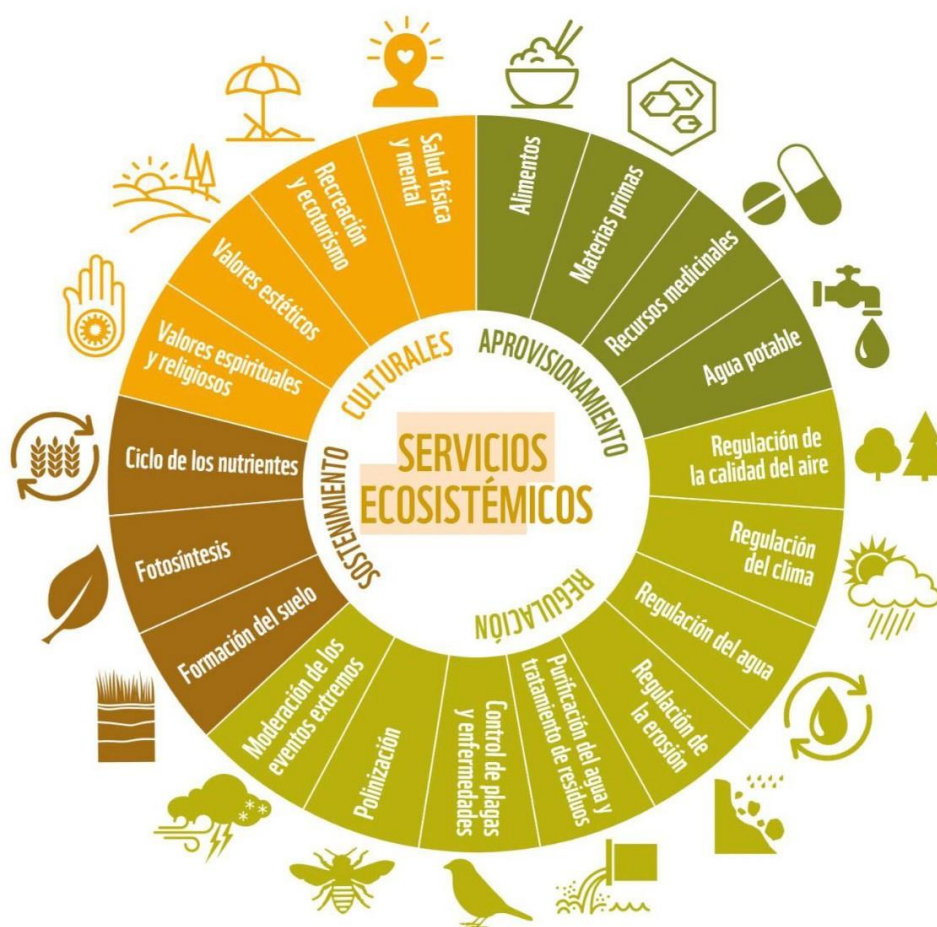 SERVICIOS
ECOSISTÉMICOS
CULTURALES
APROVISIONAMIENTO
REGULACIÓN
SOSTENIMIENTO
Alimentos
Materias primas
Recursos medicinales
Agua potable
Regulación de
la calidad del aire
Regulación
del clima
Regulación del agua
Regulación de
la erosión
Purificación del agua y
tratamiento de residuos
Control de plagas
y enfermedades
Polinización
Moderación de los
eventos extremos
Formación del suelo
Fotosíntesis
Ciclo de los nutrientes
Valores espirituales
y religiosos
Valores estéticos
Recreación
y ecoturismo
Salud física
y mental